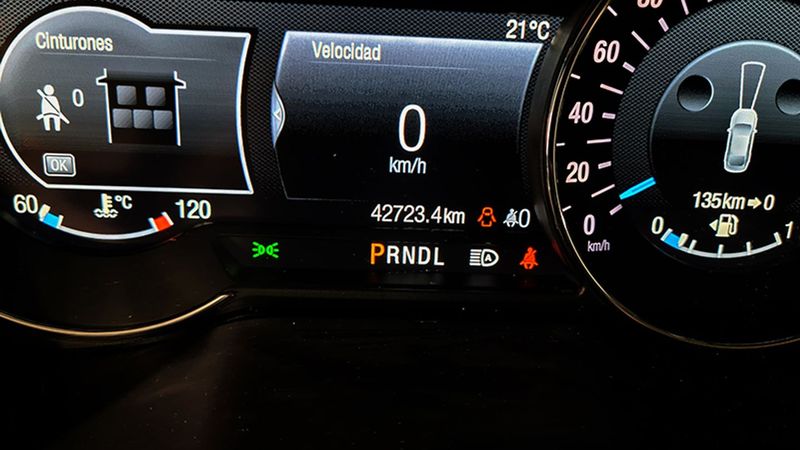 Cinturones
0
OK
60 °C 120
21°C
Velocidad
0
km/h
42723.4km
0
PRNDL
A
80
60
40
20
0
km/h
135km➔0
0 1